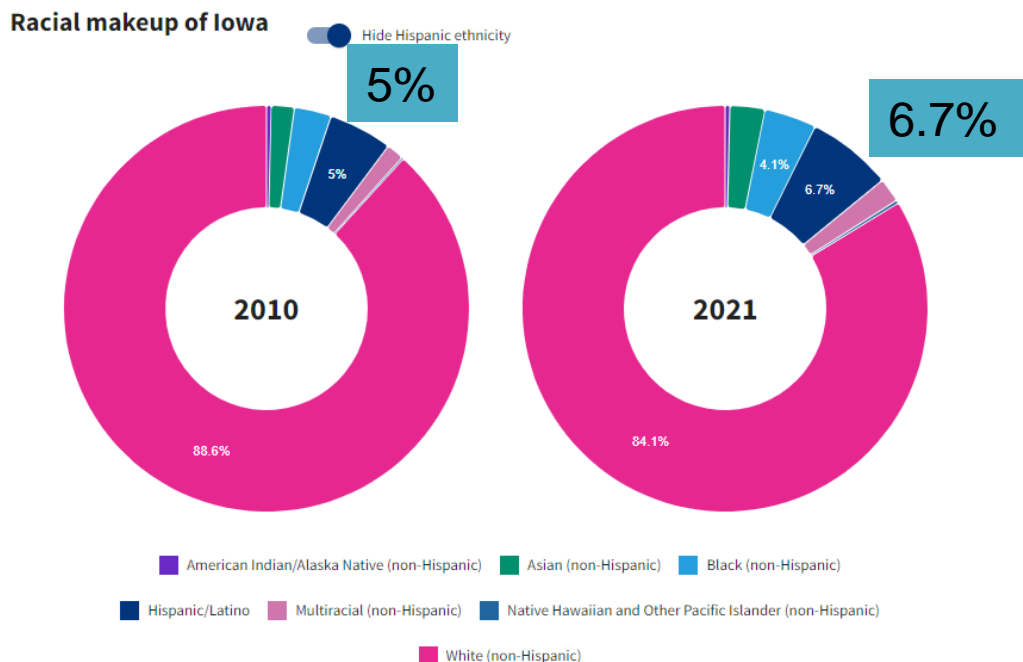 Racial makeup of Iowa
Hide Hispanic ethnicity
5%
6.7%
5%
2010
88.6%
4.1%
6.7%
2021
84.1%
American Indian/Alaska Native (non-Hispanic) Asian (non-Hispanic) Black (non-Hispanic)
Hispanic/Latino Multiracial (non-Hispanic) Native Hawaiian and Other Pacific Islander (non-Hispanic)
White (non-Hispanic)